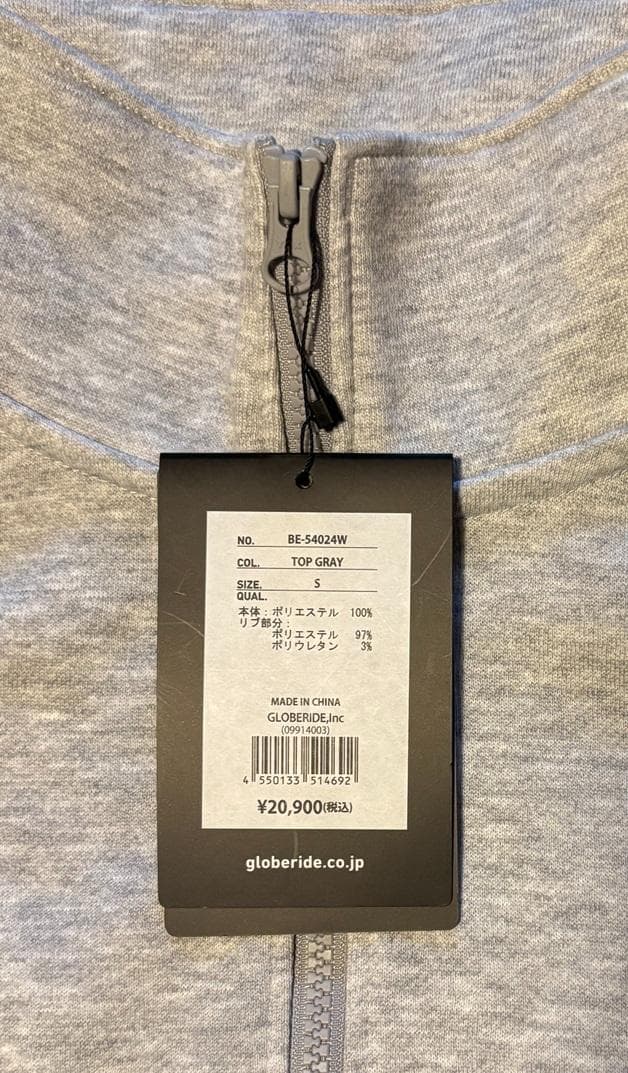 NO. BE-54024W
COL. TOP GRAY
SIZE. S
QUAL.
本体：ポリエステル 100%
リブ部分：
ポリエステル 97%
ポリウレタン 3%
MADE IN CHINA
GLOBERIDE,Inc
(09914003)
4 550133 514692
¥20,900(税込)
globeride.co.jp